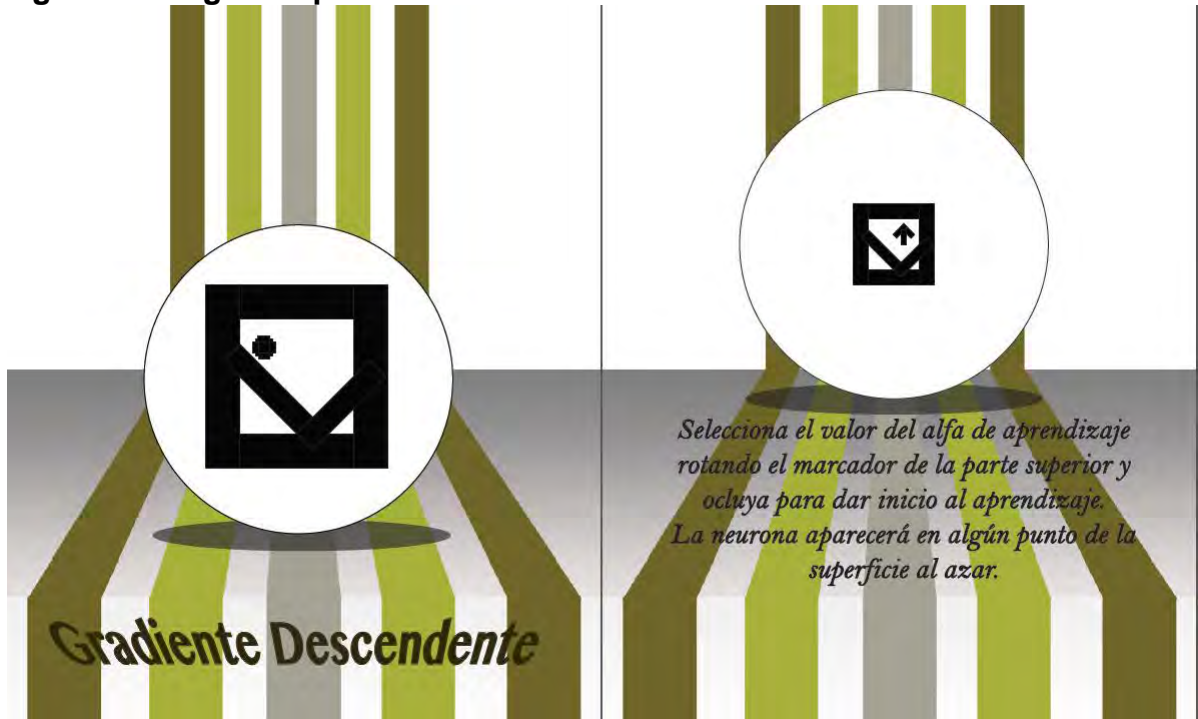 Gradiente Descendente
Selecciona el valor del alfa de aprendizaje
rotando el marcador de la parte superior y
ocluya para dar inicio al aprendizaje.
La neurona aparecerá en algún punto de la
superficie al azar.